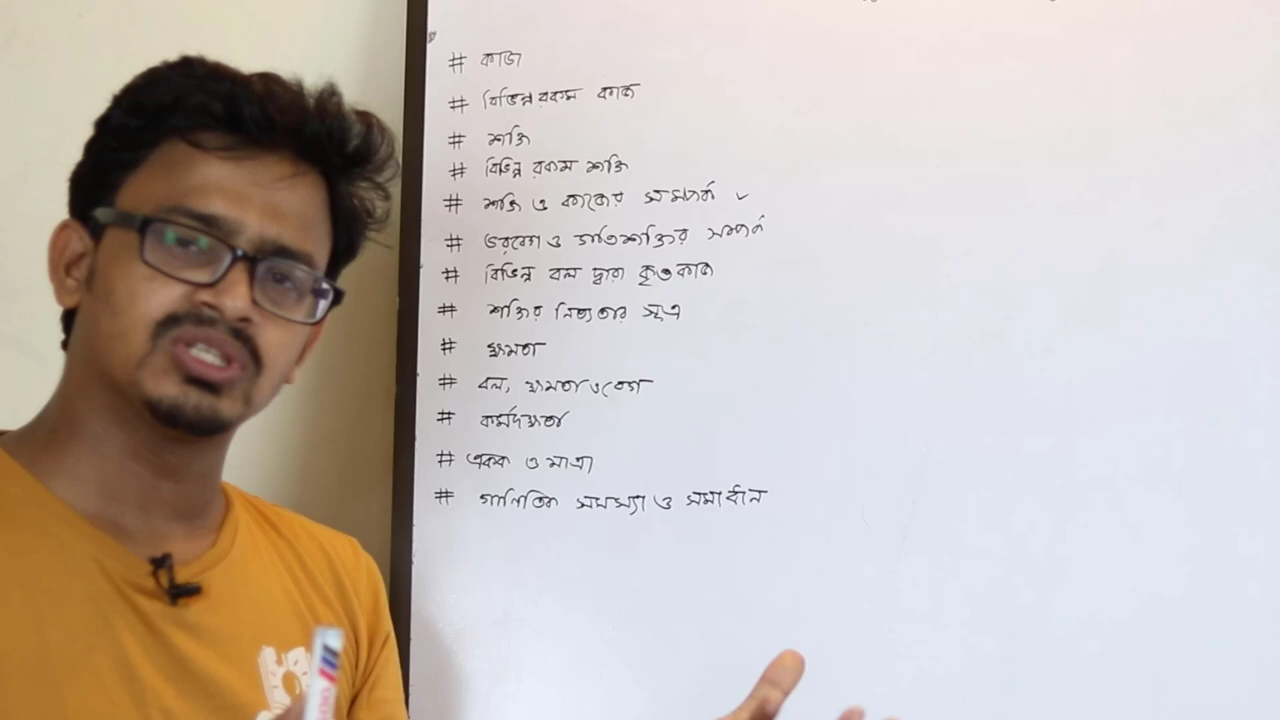 # কাজ
# বিভিন্ন রকম কাজ
# শক্তি
# বিভিন্ন রকম শক্তি
# শক্তি ও কাজের সম্পর্ক ✓
# ভরবেগ ও গতিশক্তির সম্পর্ক
# বিভিন্ন বল দ্বারা কৃতকাজ
# শক্তির নিত্যতার সূত্র
# ক্ষমতা
# বল, ক্ষমতা ও বেগ
# কর্মদক্ষতা
# একক ও মাত্রা
# গাণিতিক সমস্যা ও সমাধান